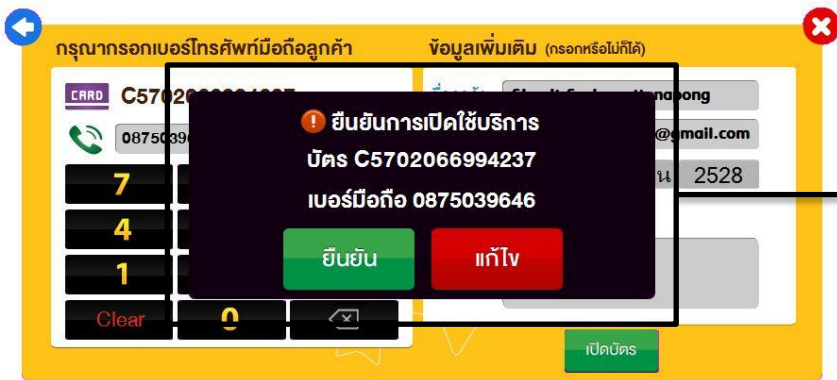 กรุณากรอกเบอร์โทรศัพท์มือถือลูกค้า
ข้อมูลเพิ่มเติม (กรอกหรือไม่ก็ได้)
CARD C5702
087503
@gmail.com
2528
ยืนยันการเปิดใช้บริการ
บัตร C5702066994237
เบอร์มือถือ 0875039646
ยืนยัน แก้ไข
7
4
1
Clear 0
เปิดบัตร